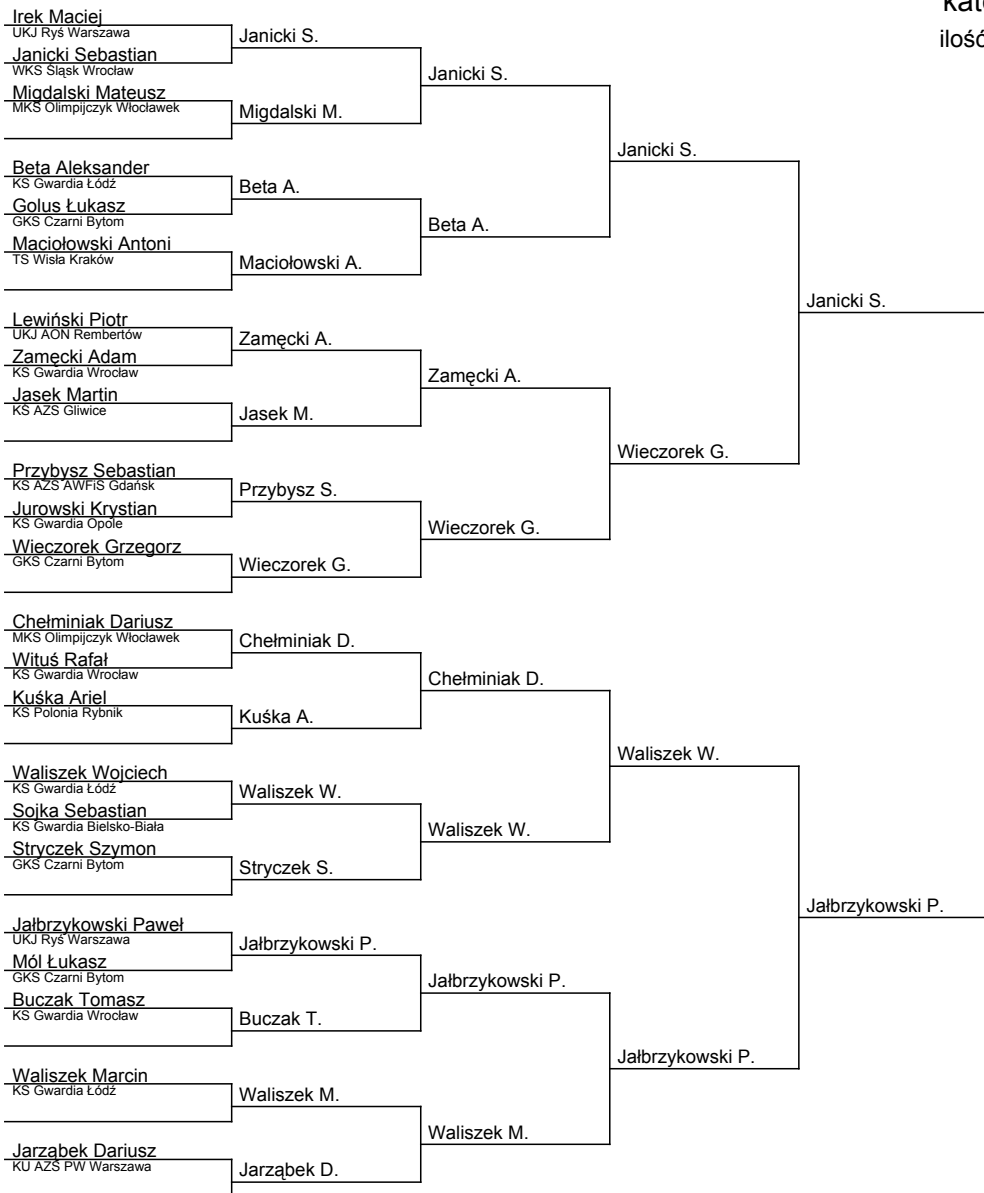 Irek Maciej
UKJ Ryś Warszawa
Janicki Sebastian
WKS Śląsk Wrocław
Migdalski Mateusz
MKS Olimpijczyk Włocławek
Beta Aleksander
KS Gwardia Łódź
Golus Łukasz
GKS Czarni Bytom
Maciołowski Antoni
TS Wisła Kraków
Lewiński Piotr
UKJ AON Rembertów
Zamęcki Adam
KS Gwardia Wrocław
Jasek Martin
KS AZS Gliwice
Przybysz Sebastian
KS AZS AWFiS Gdańsk
Jurowski Krystian
KS Gwardia Opole
Wieczorek Grzegorz
GKS Czarni Bytom
Chełminiak Dariusz
MKS Olimpijczyk Włocławek
Wituś Rafał
KS Gwardia Wrocław
Kuśka Ariel
KS Polonia Rybnik
Waliszek Wojciech
KS Gwardia Łódź
Sojka Sebastian
KS Gwardia Bielsko-Biała
Stryczek Szymon
GKS Czarni Bytom
Jałbrzykowski Paweł
UKJ Ryś Warszawa
Mól Łukasz
GKS Czarni Bytom
Buczak Tomasz
KS Gwardia Wrocław
Waliszek Marcin
KS Gwardia Łódź
Jarząbek Dariusz
KU AZS PW Warszawa
Janicki S.
Migdalski M.
Beta A.
Maciołowski A.
Zamęcki A.
Jasek M.
Przybysz S.
Wieczorek G.
Chełminiak D.
Kuśka A.
Waliszek W.
Stryczek S.
Jałbrzykowski P.
Buczak T.
Waliszek M.
Jarząbek D.
Janicki S.
Beta A.
Zamęcki A.
Wieczorek G.
Chełminiak D.
Waliszek W.
Jałbrzykowski P.
Waliszek M.
Janicki S.
Wieczorek G.
Waliszek W.
Jałbrzykowski P.
Janicki S.
Jałbrzykowski P.
ilość